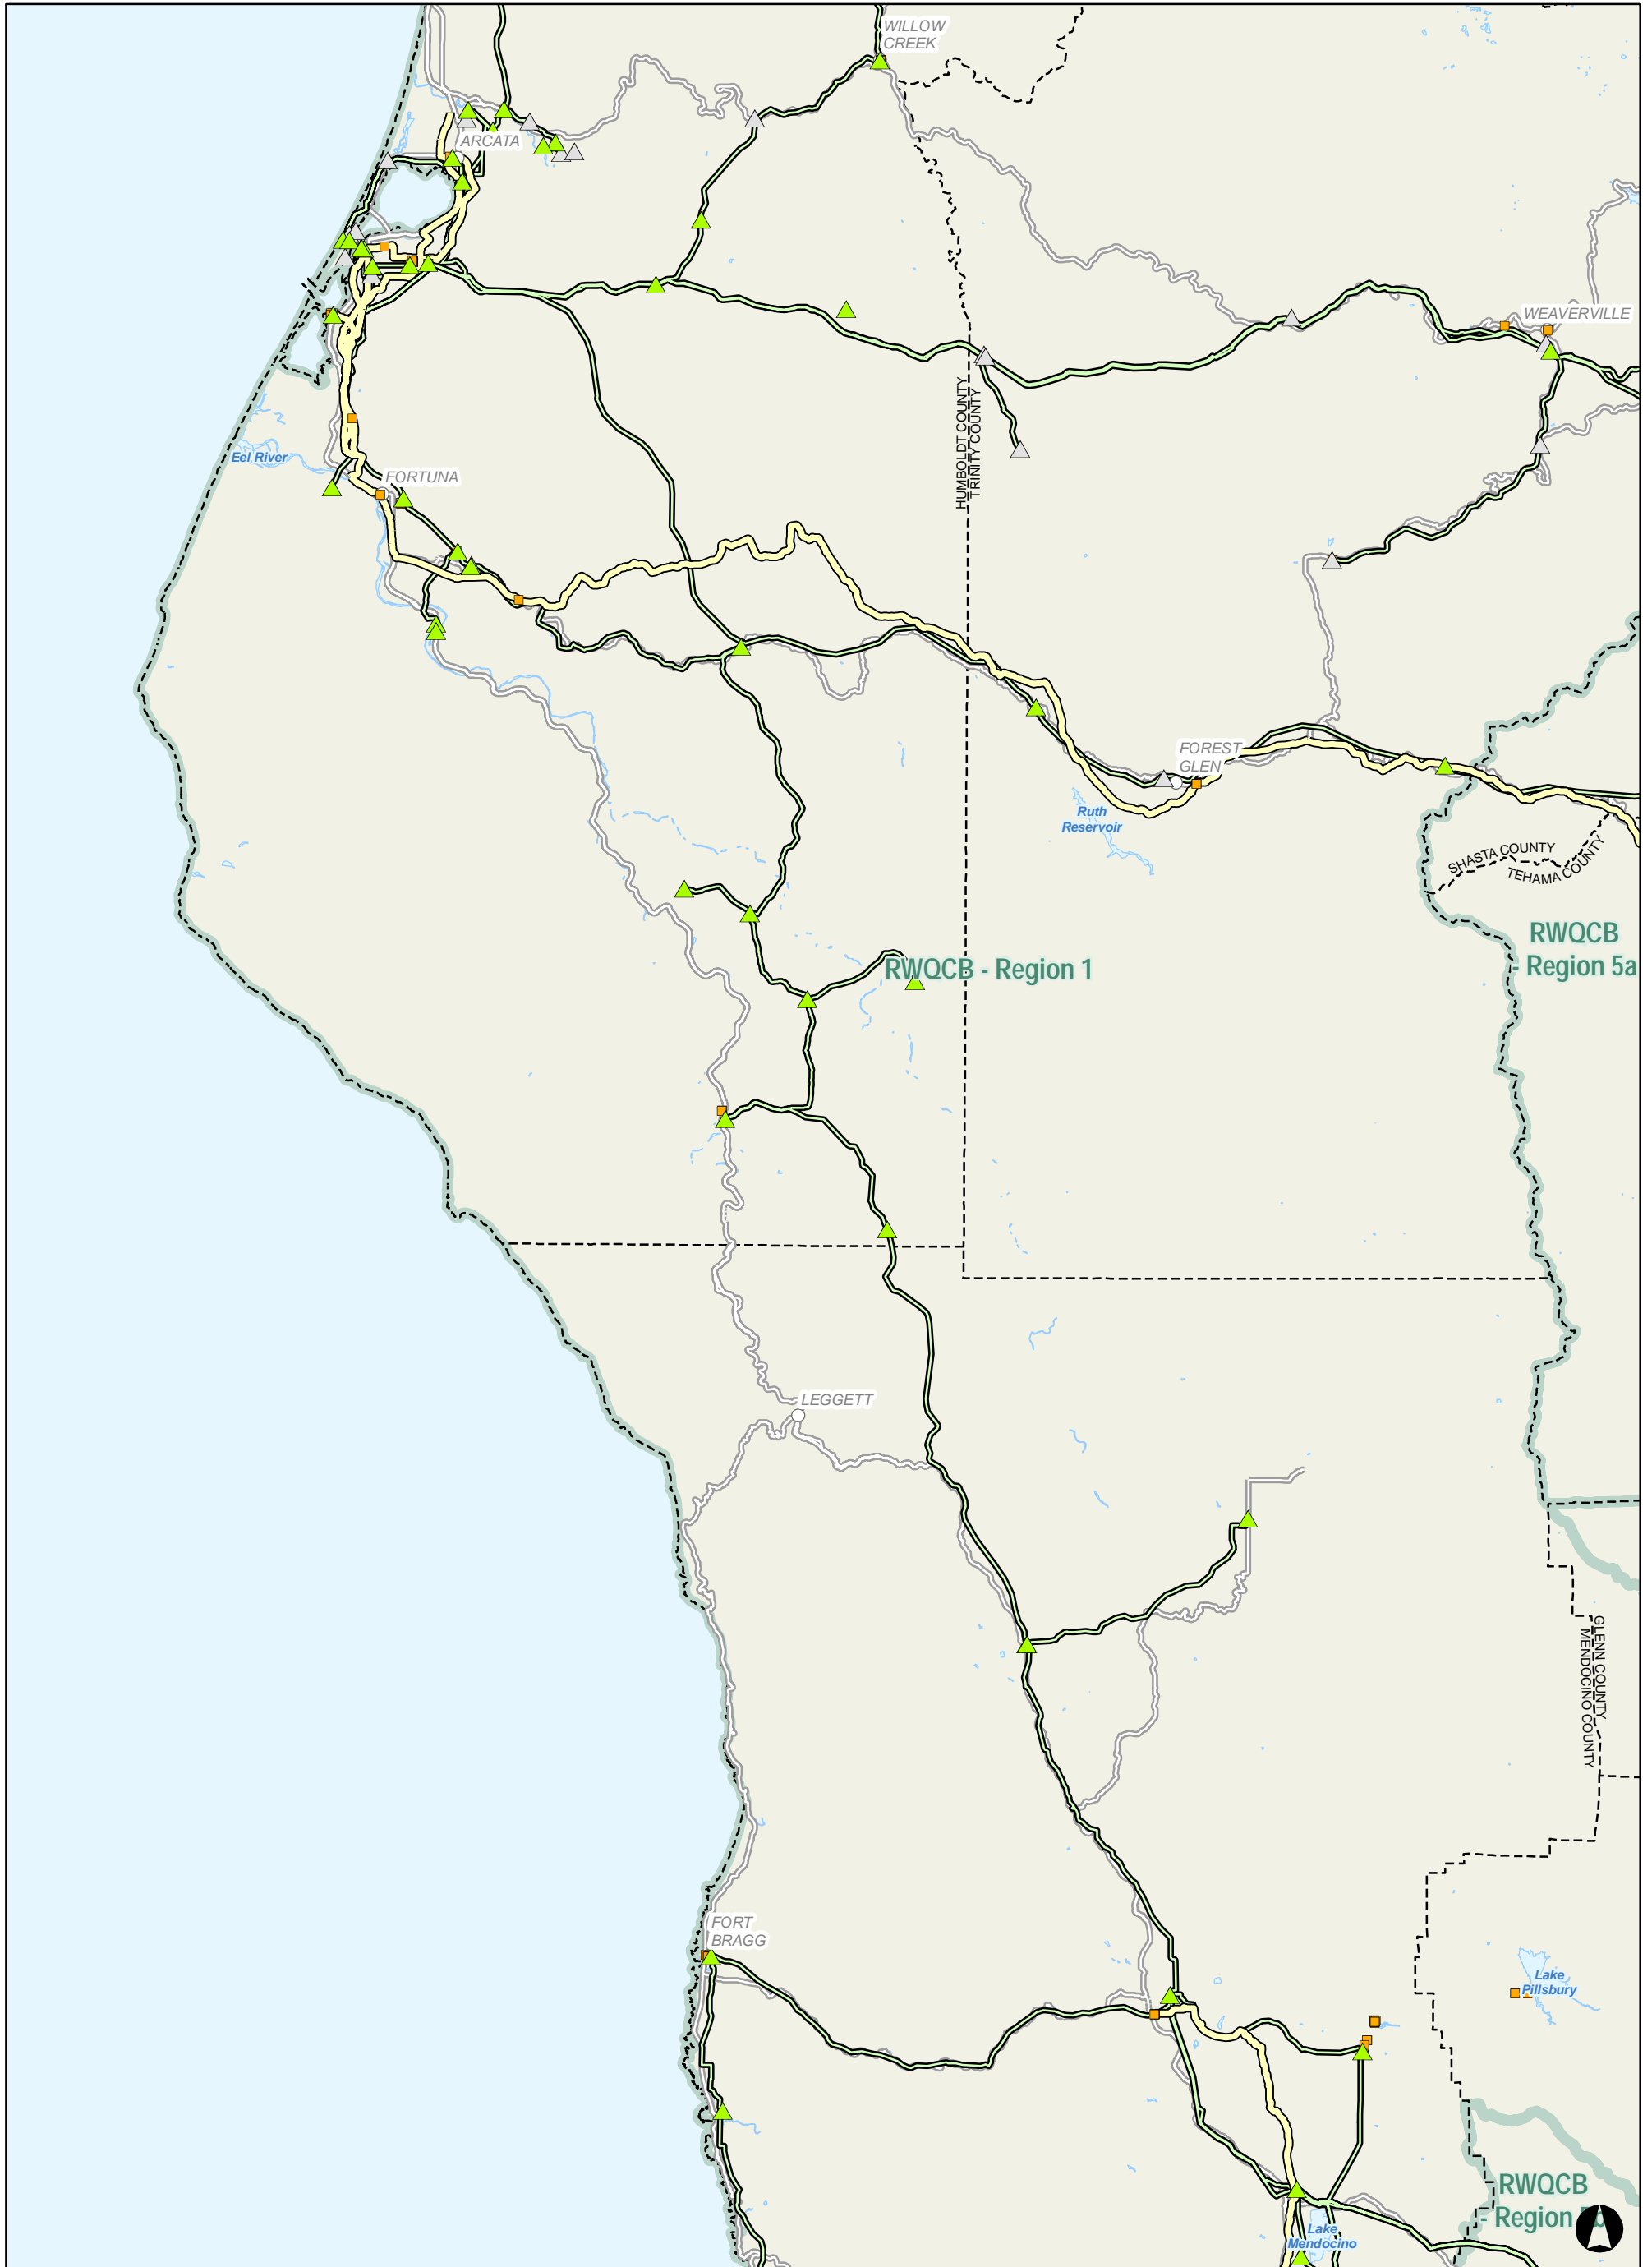 WILLOW
CREEK
ARCATA
WEAVERVILLE
HUMBOLDT COUNTY
TRINITY COUNTY
Eel River
FORTUNA
FOREST
GLEN
Ruth
Reservoir
SHASTA COUNTY
TEHAMA COUNTY
RWQCB
- Region 5a
RWQCB - Region 1
LEGGETT
GLENN COUNTY
MENDOCINO COUNTY
FORT
BRAGG
Lake
Pillsbury
RWQCB
- Region
Lake
Mendocino